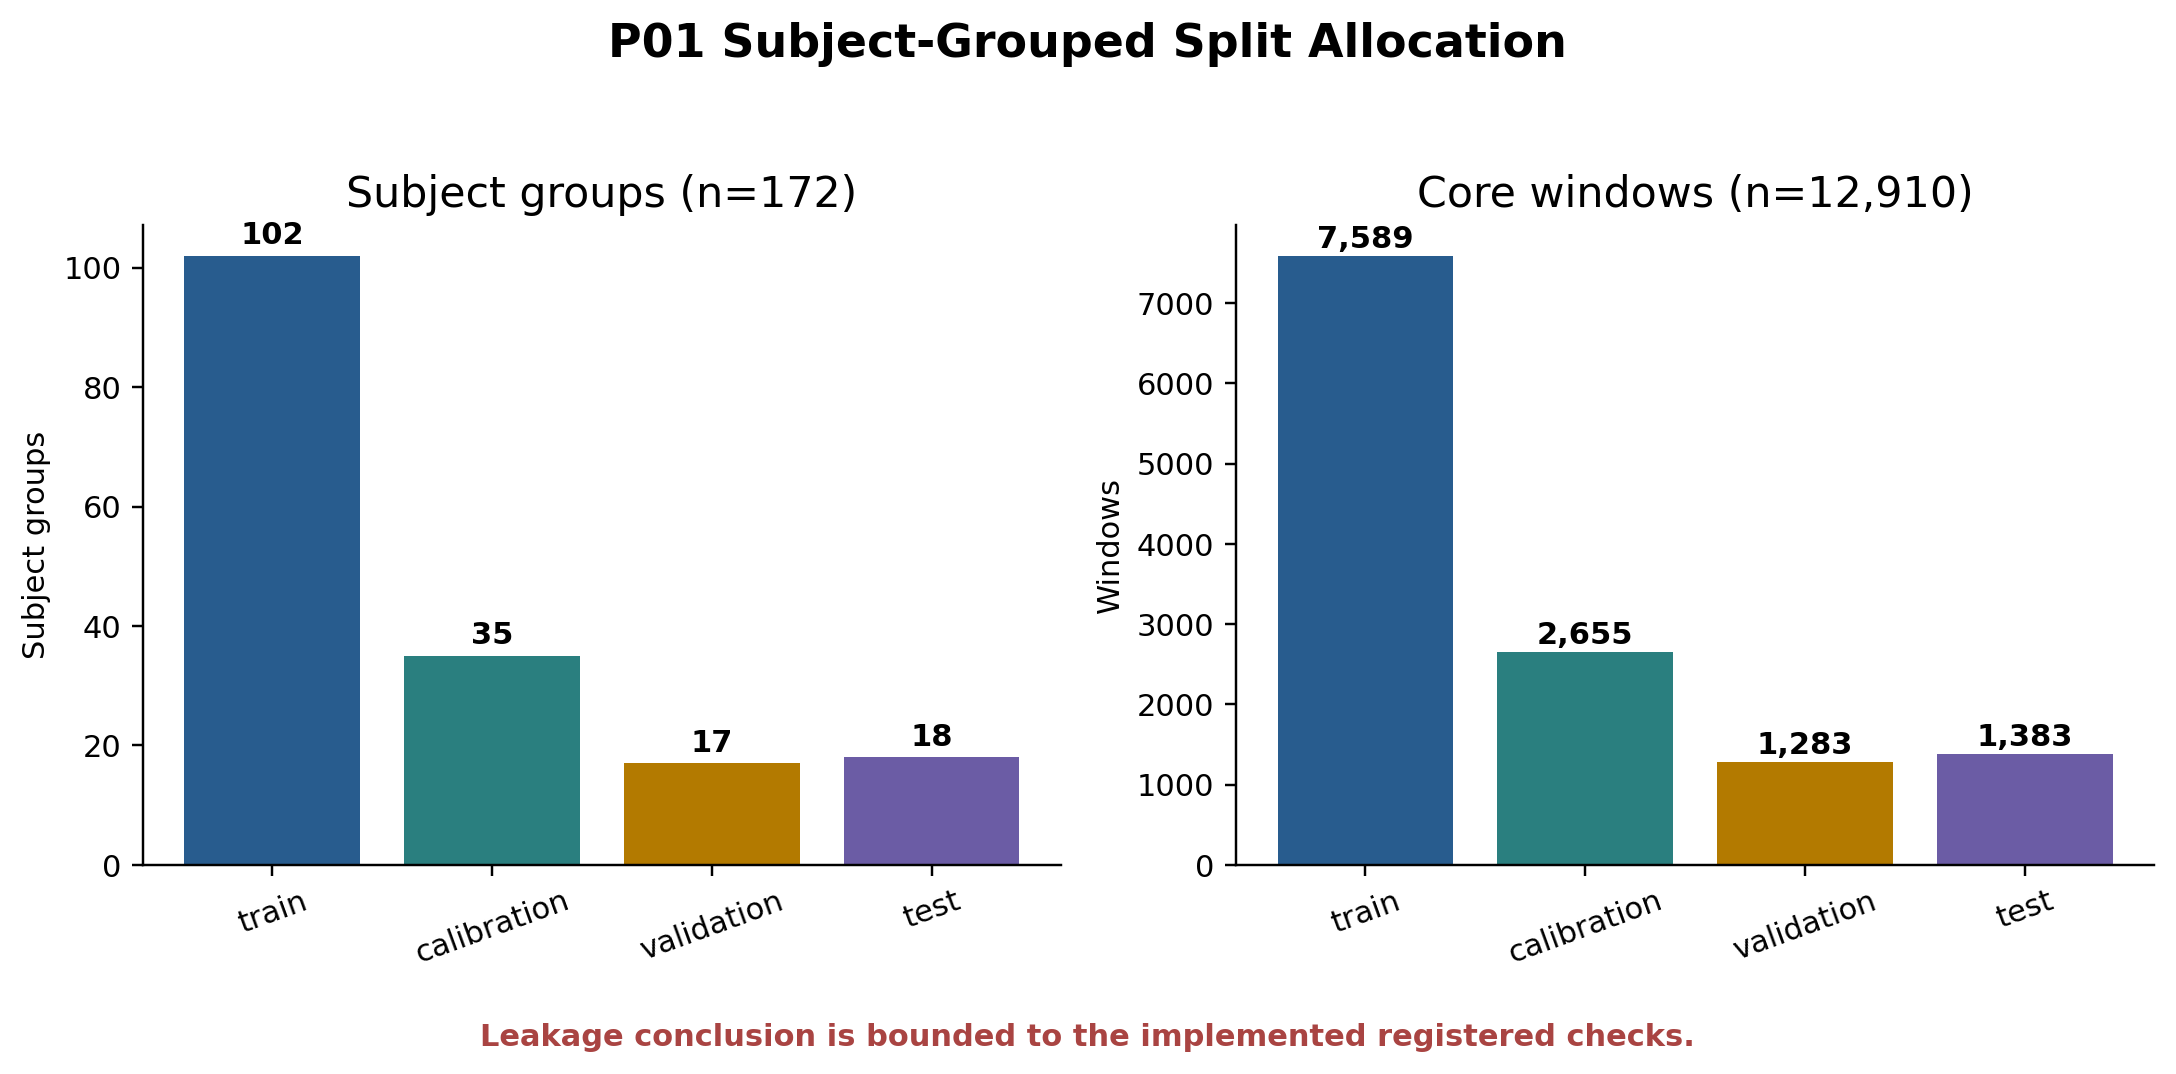 P01 Subject-Grouped Split Allocation
Subject groups (n=172)
Subject groups
100
80
60
40
20
0
102
35
17
18
train
calibration
validation
test
Core windows (n=12,910)
Windows
7000
6000
5000
4000
3000
2000
1000
0
7,589
2,655
1,283
1,383
train
calibration
validation
test
Leakage conclusion is bounded to the implemented registered checks.